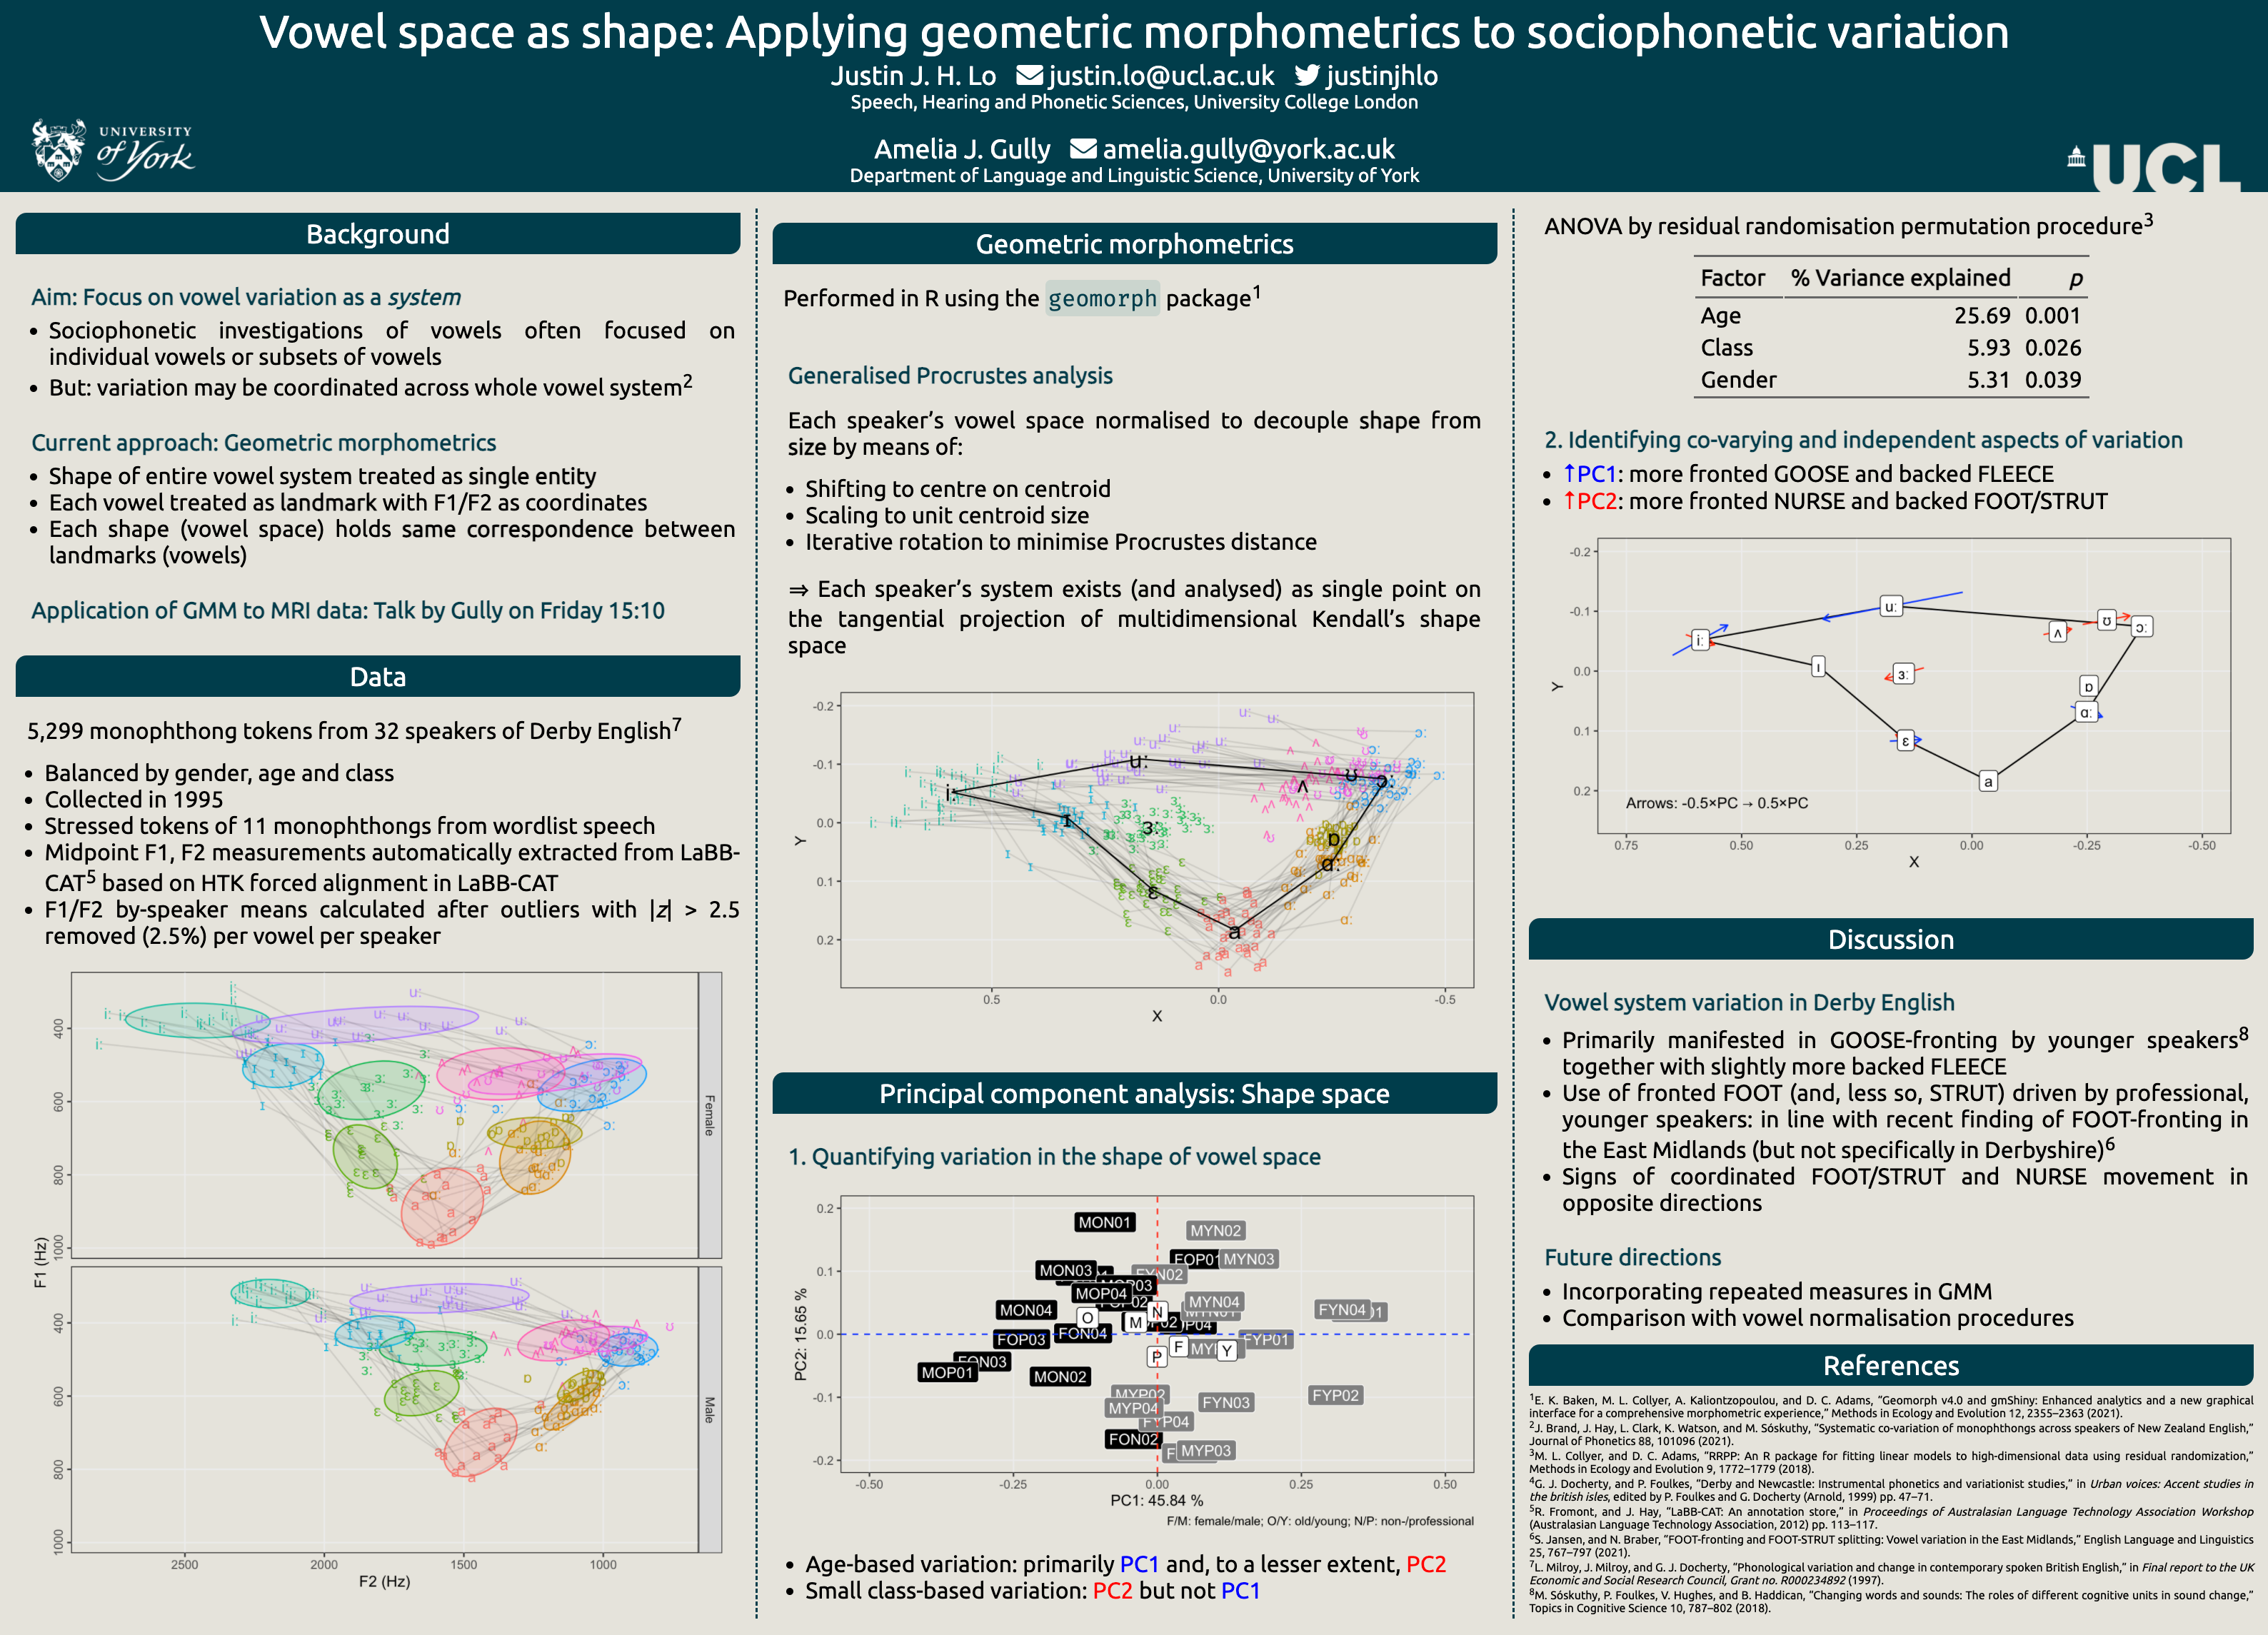 Vowel space as shape: Applying geometric morphometrics to sociophonetic variation
Justin J. H. Lo justin.lo@ucl.ac.uk justinjhlo
Speech, Hearing and Phonetic Sciences, University College London
Amelia J. Gully amelia.gully@york.ac.uk
Department of Language and Linguistic Science, University of York
UNIVERSITY
of York
UCL
Background
Aim: Focus on vowel variation as a system
• Sociophonetic investigations of vowels often focused on
individual vowels or subsets of vowels
• But: variation may be coordinated across whole vowel system2
Current approach: Geometric morphometrics
• Shape of entire vowel system treated as single entity
• Each vowel treated as landmark with F1/F2 as coordinates
• Each shape (vowel space) holds same correspondence between
landmarks (vowels)
Application of GMM to MRI data: Talk by Gully on Friday 15:10
Data
5,299 monophthong tokens from 32 speakers of Derby English7
• Balanced by gender, age and class
• Collected in 1995
• Stressed tokens of 11 monophthongs from wordlist speech
• Midpoint F1, F2 measurements automatically extracted from LaBB-
CAT5 based on HTK forced alignment in LaBB-CAT
• F1/F2 by-speaker means calculated after outliers with |z| > 2.5
removed (2.5%) per vowel per speaker
400
600
800
1000
Female
400
600
800
1000
Male
F1 (Hz)
2500 2000 1500 1000
F2 (Hz)
Geometric morphometrics
Performed in R using the geomorph package1
Generalised Procrustes analysis
Each speaker's vowel space normalised to decouple shape from
size by means of:
• Shifting to centre on centroid
• Scaling to unit centroid size
• Iterative rotation to minimise Procrustes distance
⇒ Each speaker's system exists (and analysed) as single point on
the tangential projection of multidimensional Kendall's shape
space
-0.2
-0.1
0.0
0.1
0.2
Y
iː uː ʊ ɔː ʌ ɪ ɜː ɒ ɑː ɛ a
0.5 0.0 -0.5
X
Principal component analysis: Shape space
1. Quantifying variation in the shape of vowel space
0.2
0.1
0.0
-0.1
-0.2
PC2: 15.65 %
MON01
MYN02
FOP01 MYN03
MON03 FYN02
MOP03
MOP04
MON04 MYN04 FYN04
O N
M
FOP03 FON04 FYP01
F
P Y
FON03
MOP01 MON02
MYP02 FYP02
MYP04 FYN03
FYP04
FON02
MYP03
-0.50 -0.25 0.00 0.25 0.50
PC1: 45.84 %
F/M: female/male; O/Y: old/young; N/P: non-/professional
• Age-based variation: primarily PC1 and, to a lesser extent, PC2
• Small class-based variation: PC2 but not PC1
ANOVA by residual randomisation permutation procedure3
Factor % Variance explained p
Age 25.69 0.001
Class 5.93 0.026
Gender 5.31 0.039
2. Identifying co-varying and independent aspects of variation
• ↑PC1: more fronted GOOSE and backed FLEECE
• ↑PC2: more fronted NURSE and backed FOOT/STRUT
-0.2
-0.1
0.0
0.1
0.2
Y
uː
iː ʌ ʊ ɔː
ɪ ɜː
ɒ
ɑː
ɛ
a
Arrows: -0.5×PC → 0.5×PC
0.75 0.50 0.25 0.00 -0.25 -0.50
X
Discussion
Vowel system variation in Derby English
• Primarily manifested in GOOSE-fronting by younger speakers8
together with slightly more backed FLEECE
• Use of fronted FOOT (and, less so, STRUT) driven by professional,
younger speakers: in line with recent finding of FOOT-fronting in
the East Midlands (but not specifically in Derbyshire)6
• Signs of coordinated FOOT/STRUT and NURSE movement in
opposite directions
Future directions
• Incorporating repeated measures in GMM
• Comparison with vowel normalisation procedures
References
1E. K. Baken, M. L. Collyer, A. Kaliontzopoulou, and D. C. Adams, "Geomorph v4.0 and gmShiny: Enhanced analytics and a new graphical
interface for a comprehensive morphometric experience," Methods in Ecology and Evolution 12, 2355–2363 (2021).
2J. Brand, J. Hay, L. Clark, K. Watson, and M. Sóskuthy, "Systematic co-variation of monophthongs across speakers of New Zealand English,"
Journal of Phonetics 88, 101096 (2021).
3M. L. Collyer, and D. C. Adams, "RRPP: An R package for fitting linear models to high-dimensional data using residual randomization,"
Methods in Ecology and Evolution 9, 1772–1779 (2018).
4G. J. Docherty, and P. Foulkes, "Derby and Newcastle: Instrumental phonetics and variationist studies," in Urban voices: Accent studies in
the british isles, edited by P. Foulkes and G. Docherty (Arnold, 1999) pp. 47–71.
5R. Fromont, and J. Hay, "LaBB-CAT: An annotation store," in Proceedings of Australasian Language Technology Association Workshop
(Australasian Language Technology Association, 2012) pp. 113–117.
6S. Jansen, and N. Braber, "FOOT-fronting and FOOT-STRUT splitting: Vowel variation in the East Midlands," English Language and Linguistics
25, 767–797 (2021).
7L. Milroy, J. Milroy, and G. J. Docherty, "Phonological variation and change in contemporary spoken British English," in Final report to the UK
Economic and Social Research Council, Grant no. R000234892 (1997).
8M. Sóskuthy, P. Foulkes, V. Hughes, and B. Haddican, "Changing words and sounds: The roles of different cognitive units in sound change,"
Topics in Cognitive Science 10, 787–802 (2018).